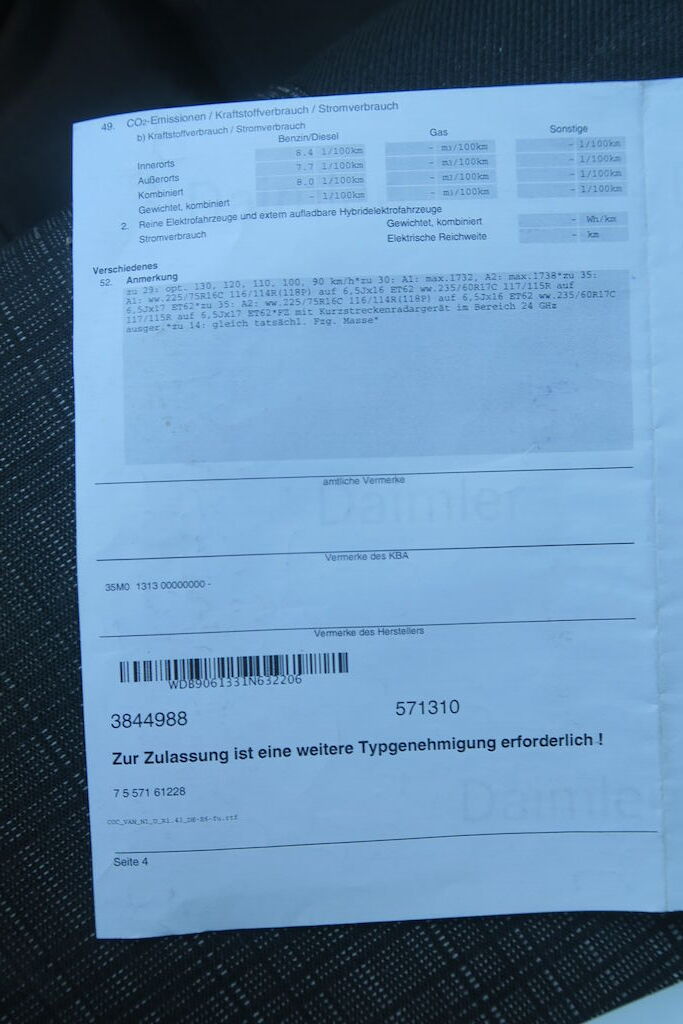 49. CO2-Emissionen / Kraftstoffverbrauch / Stromverbrauch
b) Kraftstoffverbrauch / Stromverbrauch
Benzin/Diesel Gas Sonstige
Innerorts 8.4 l/100km - m3/100km - l/100km
Außerorts 7.7 l/100km - m3/100km - l/100km
Kombiniert 8.0 l/100km - m3/100km - l/100km
Gewichtet, kombiniert - l/100km - m3/100km - l/100km
2. Reine Elektrofahrzeuge und extern aufladbare Hybridelektrofahrzeuge
Stromverbrauch Gewichtet, kombiniert - Wh/km
Elektrische Reichweite - km
Verschiedenes
52. Anmerkung
zu 29: opt. 130, 120, 110, 100, 90 km/h*zu 30: A1: max.1732, A2: max.1738*zu 35:
A1: ww.225/75R16C 116/114R(118P) auf 6,5Jx16 ET62 ww.235/60R17C 117/115R auf
6,5Jx17 ET62*zu 35: A2: ww.225/75R16C 116/114R(118P) auf 6,5Jx16 ET62 ww.235/60R17C
117/115R auf 6,5Jx17 ET62*FZ mit Kurzstreckenradargerät im Bereich 24 GHz
ausger.*zu 14: gleich tatsächl. Fzg. Masse*
amtliche Vermerke
Daimler
Vermerke des KBA
35M0 1313 00000000 -
Vermerke des Herstellers
WDB9061331N632206
3844988 571310
Zur Zulassung ist eine weitere Typgenehmigung erforderlich !
7 5 571 61228
Daimle
Seite 4